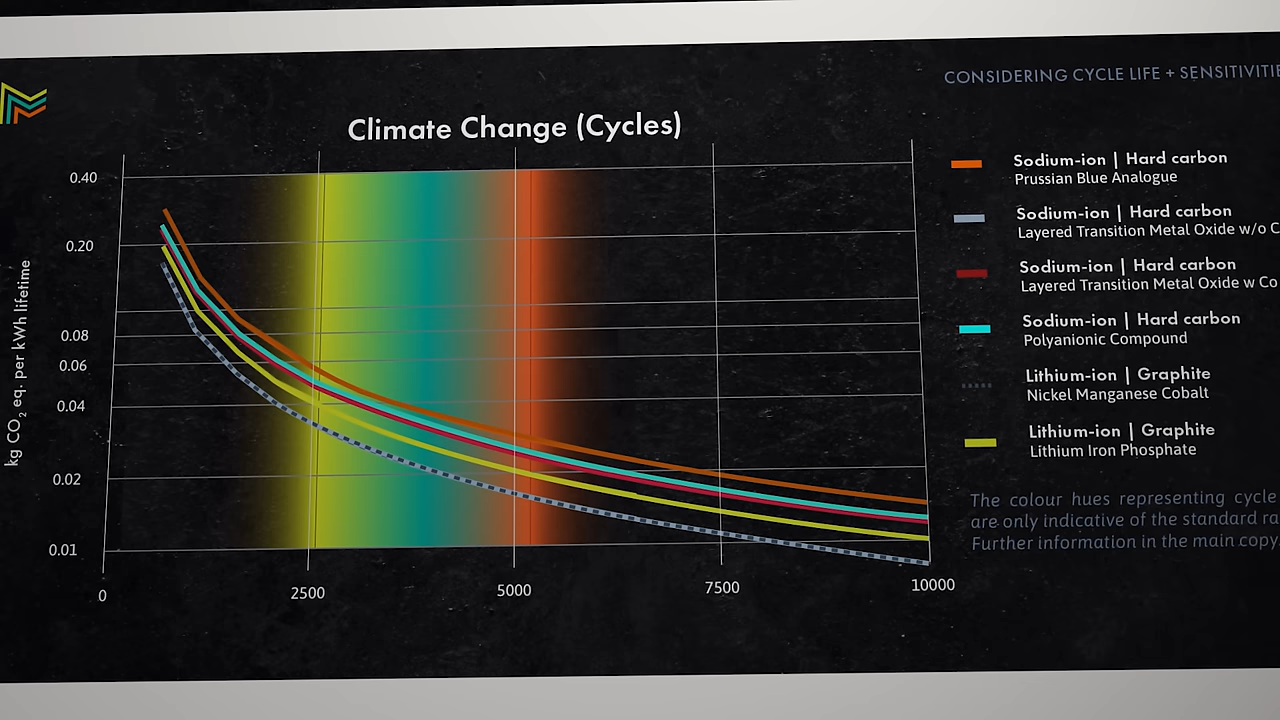 CONSIDERING CYCLE LIFE +
Climate Change (Cycles)
kg CO2 eq. per kWh lifetime
0.40
0.20
0.08
0.06
0.04
0.02
0.01
0
2500
5000
7500
10000
Sodium-ion | Hard carbon
Prussian Blue Analogue
Sodium-ion | Hard carbon
Layered Transition Metal Oxide w/o
Sodium-ion | Hard carbon
Layered Transition Metal Oxide w Co
Sodium-ion | Hard carbon
Polyanionic Compound
Lithium-ion | Graphite
Nickel Manganese Cobalt
Lithium-ion | Graphite
Lithium Iron Phosphate
The colour hues representing cycle
are only indicative of the standard
Further information in the main copy.